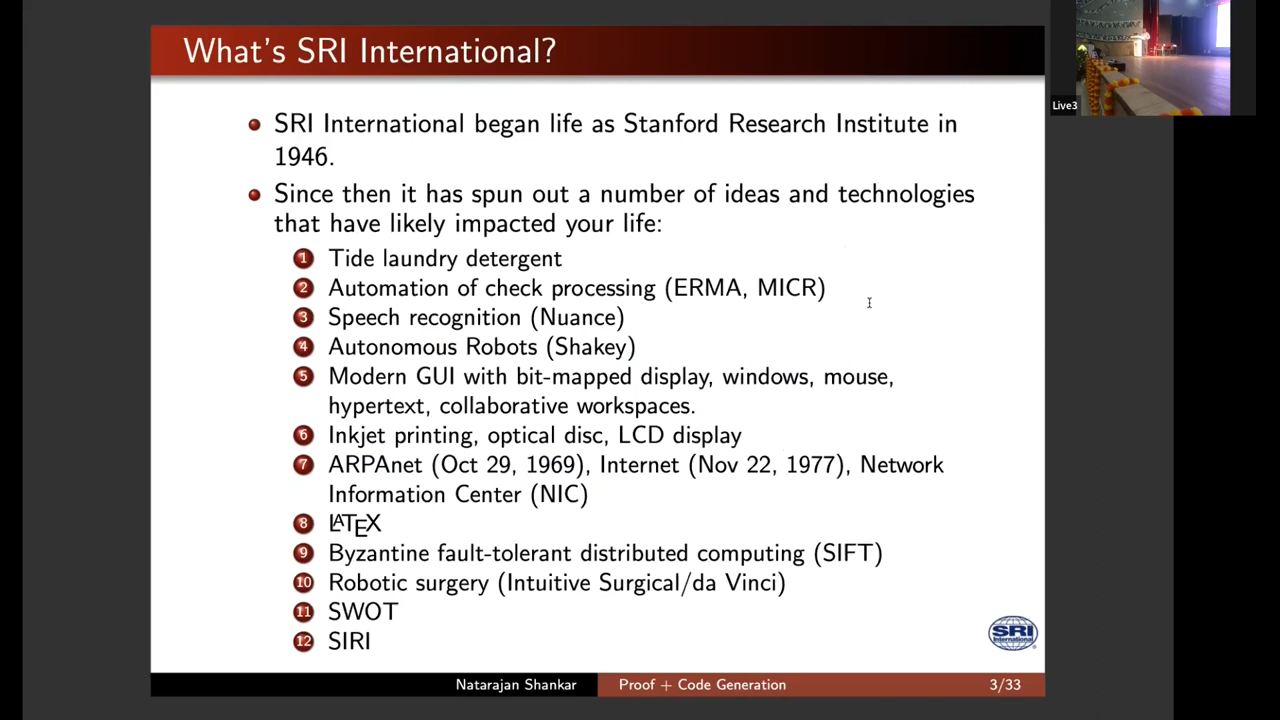 What's SRI International?
Live3
SRI International began life as Stanford Research Institute in
1946.
Since then it has spun out a number of ideas and technologies
that have likely impacted your life:
1 Tide laundry detergent
2 Automation of check processing (ERMA, MICR)
3 Speech recognition (Nuance)
4 Autonomous Robots (Shakey)
5 Modern GUI with bit-mapped display, windows, mouse,
hypertext, collaborative workspaces.
6 Inkjet printing, optical disc, LCD display
7 ARPAnet (Oct 29, 1969), Internet (Nov 22, 1977), Network
Information Center (NIC)
8 LATEX
9 Byzantine fault-tolerant distributed computing (SIFT)
10 Robotic surgery (Intuitive Surgical/da Vinci)
11 SWOT
12 SIRI
SRI
International
Natarajan Shankar Proof + Code Generation 3/33